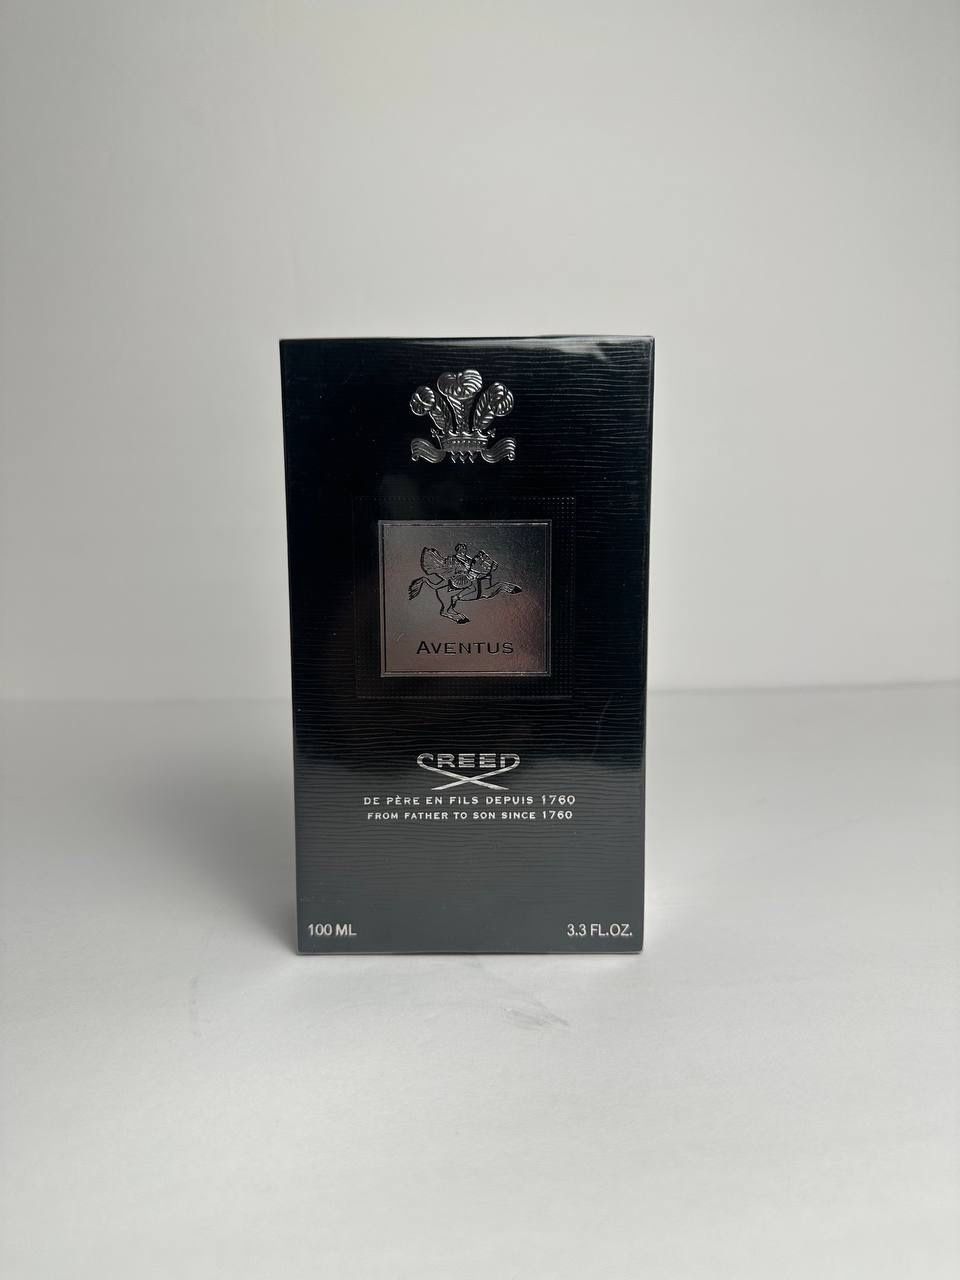 AVENTUS
CREED
DE PÈRE EN FILS DEPUIS 1760
FROM FATHER TO SON SINCE 1760
100 ML 3.3 FL.OZ.